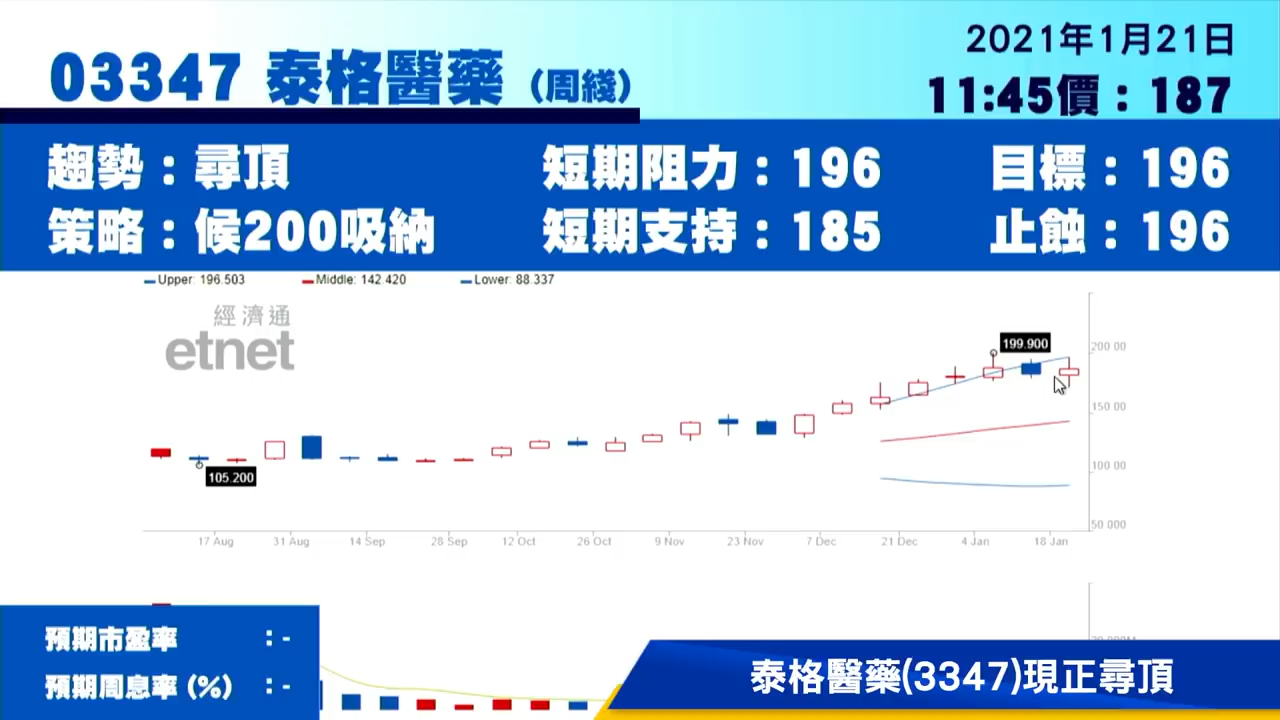 03347 泰格醫藥 (周綫)
2021年1月21日
11:45價：187
趨勢：尋頂
短期阻力：196
目標：196
策略：候200吸納
短期支持：185
止蝕：196
Upper: 196.503
Middle: 142.420
Lower: 88.337
經濟通
etnet
199.900
200 00
150 00
100 00
50 000
105.200
17 Aug
31 Aug
14 Sep
28 Sep
12 Oct
26 Oct
9 Nov
23 Nov
7 Dec
21 Dec
4 Jan
18 Jan
預期市盈率 ：-
預期周息率 (%) ：-
泰格醫藥(3347)現正尋頂